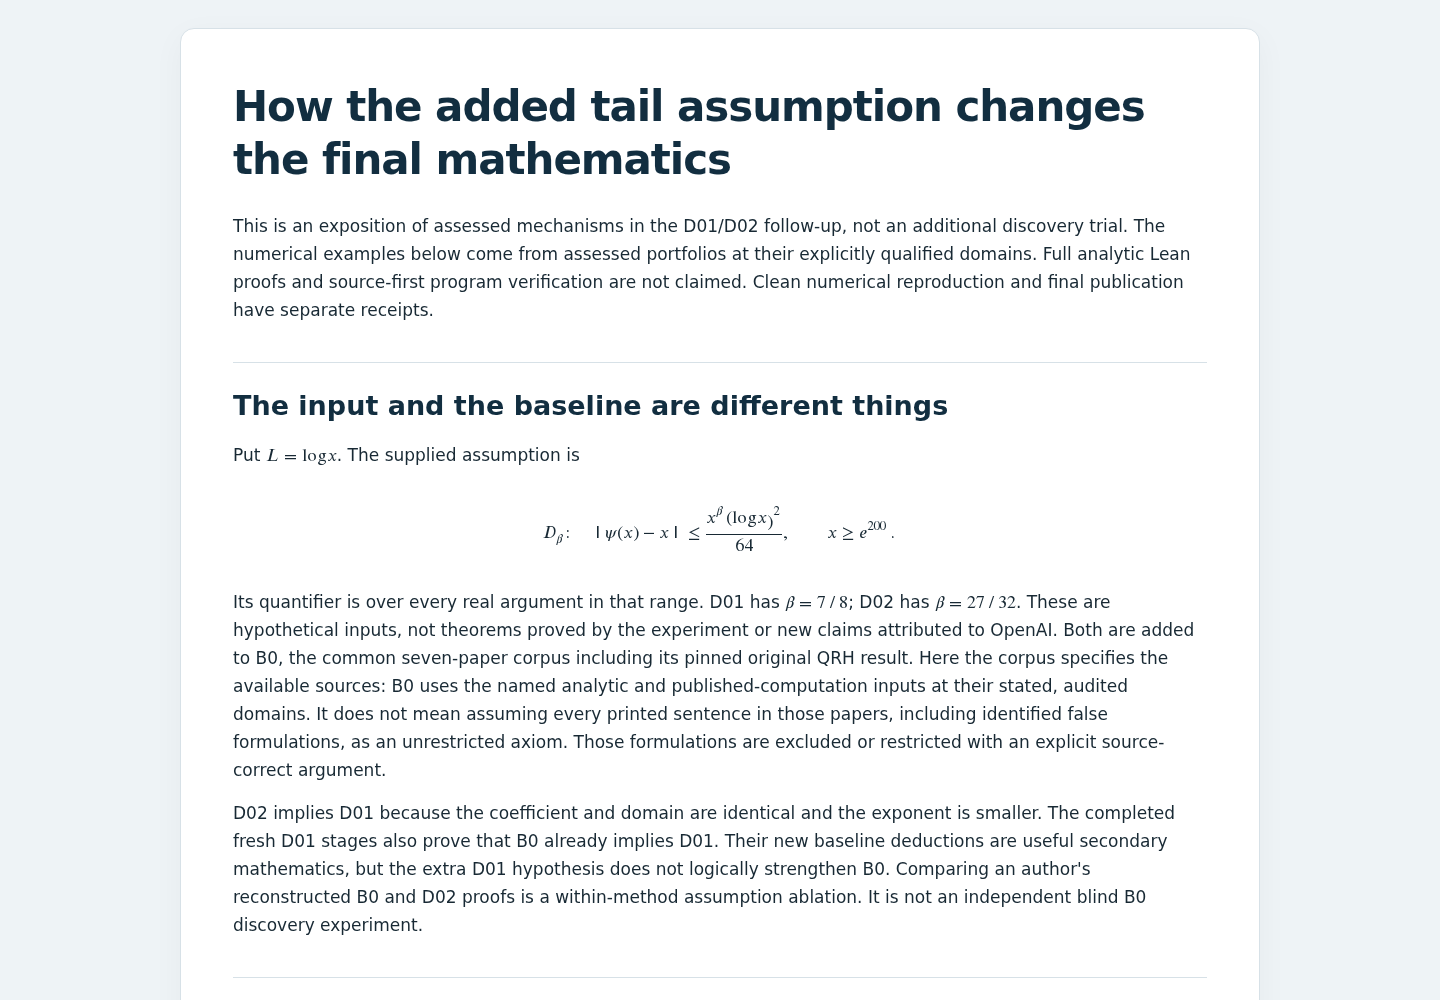 How the added tail assumption changes
the final mathematics
This is an exposition of assessed mechanisms in the D01/D02 follow-up, not an additional discovery trial. The
numerical examples below come from assessed portfolios at their explicitly qualified domains. Full analytic Lean
proofs and source-first program verification are not claimed. Clean numerical reproduction and final publication
have separate receipts.
The input and the baseline are different things
Put L = log x. The supplied assumption is
D_β: |ψ(x) − x| ≤ x^β (log x)^2 / 64, x ≥ e^200.
Its quantifier is over every real argument in that range. D01 has β = 7 / 8; D02 has β = 27 / 32. These are
hypothetical inputs, not theorems proved by the experiment or new claims attributed to OpenAI. Both are added
to B0, the common seven-paper corpus including its pinned original QRH result. Here the corpus specifies the
available sources: B0 uses the named analytic and published-computation inputs at their stated, audited
domains. It does not mean assuming every printed sentence in those papers, including identified false
formulations, as an unrestricted axiom. Those formulations are excluded or restricted with an explicit source-
correct argument.
D02 implies D01 because the coefficient and domain are identical and the exponent is smaller. The completed
fresh D01 stages also prove that B0 already implies D01. Their new baseline deductions are useful secondary
mathematics, but the extra D01 hypothesis does not logically strengthen B0. Comparing an author's
reconstructed B0 and D02 proofs is a within-method assumption ablation. It is not an independent blind B0
discovery experiment.